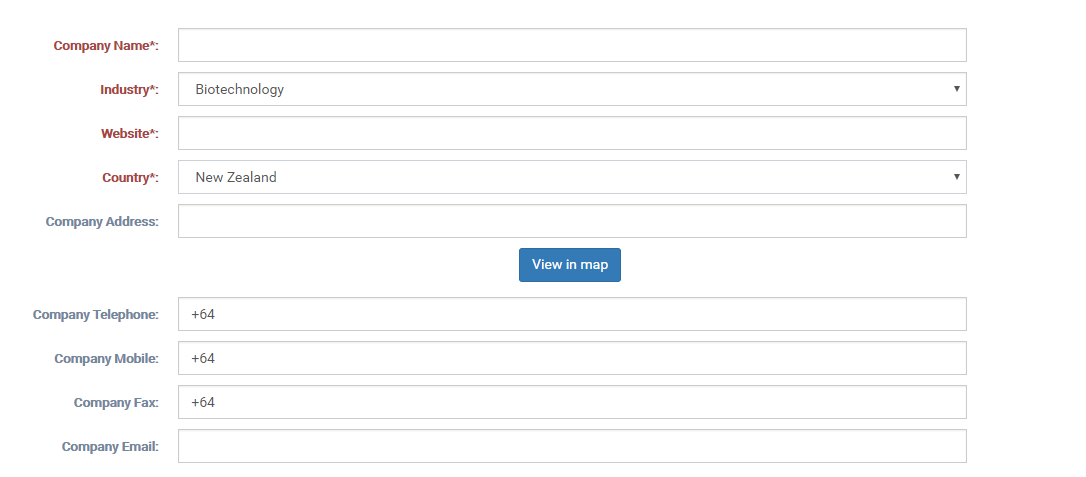 Company Name*:
Industry*: Biotechnology
Website*:
Country*: New Zealand
Company Address:
View in map
Company Telephone: +64
Company Mobile: +64
Company Fax: +64
Company Email: